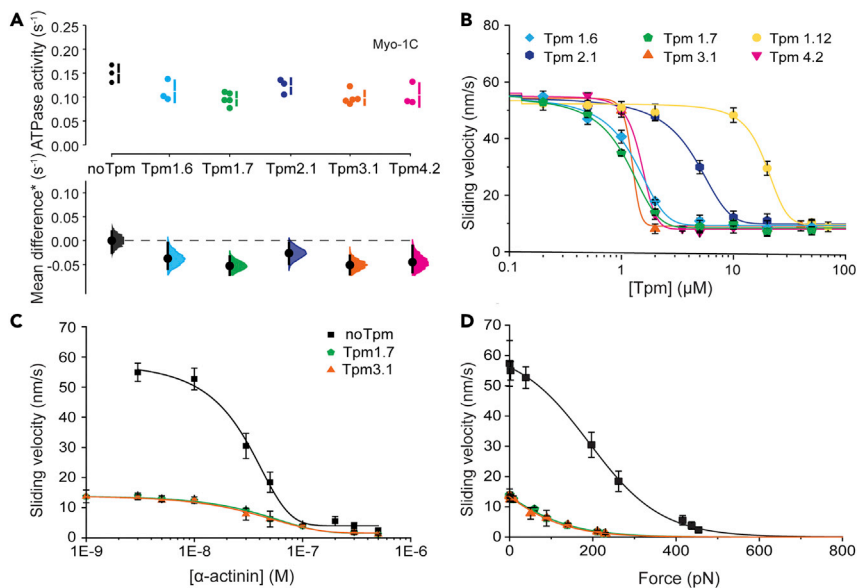 A
ATPase activity (s⁻¹)
0.20
0.15
0.10
0.05
0.00
Myo-1C
noTpm Tpm1.6 Tpm1.7 Tpm2.1 Tpm3.1 Tpm4.2
Mean difference* (s⁻¹)
0.10
0.05
0.00
-0.05
B
Tpm 1.6 Tpm 1.7 Tpm 1.12
Tpm 2.1 Tpm 3.1 Tpm 4.2
Sliding velocity (nm/s)
80
60
40
20
0
0.1 1 10 100
[Tpm] (µM)
C
noTpm
Tpm1.7
Tpm3.1
Sliding velocity (nm/s)
70
60
50
40
30
20
10
0
1E-9 1E-8 1E-7 1E-6
[α-actinin] (M)
D
Sliding velocity (nm/s)
70
60
50
40
30
20
10
0
0 200 400 600 800
Force (pN)